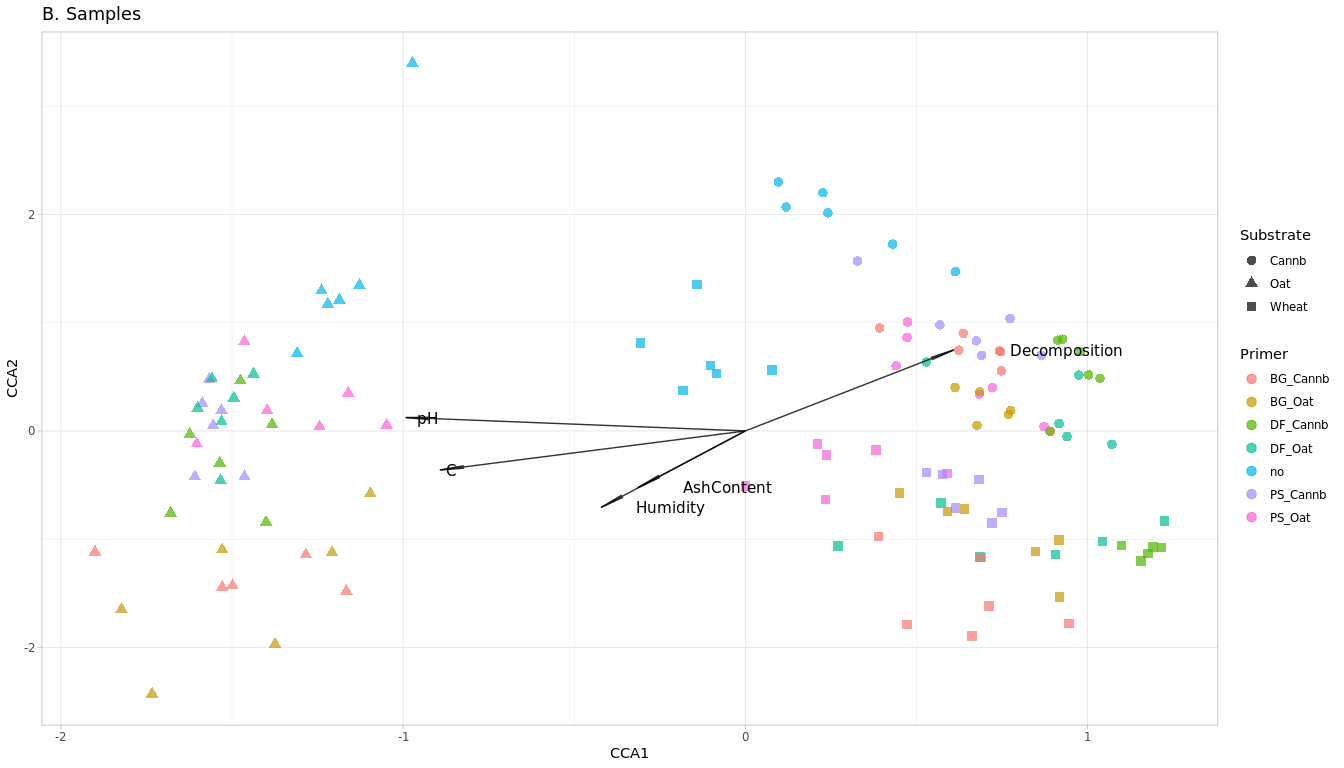 B. Samples
CCA2
2
0
-2
Decomposition
pH
C
AshContent
Humidity
-2
-1
0
1
CCA1
Substrate
Cannb
Oat
Wheat
Primer
BG_Cannb
BG_Oat
DF_Cannb
DF_Oat
no
PS_Cannb
PS_Oat